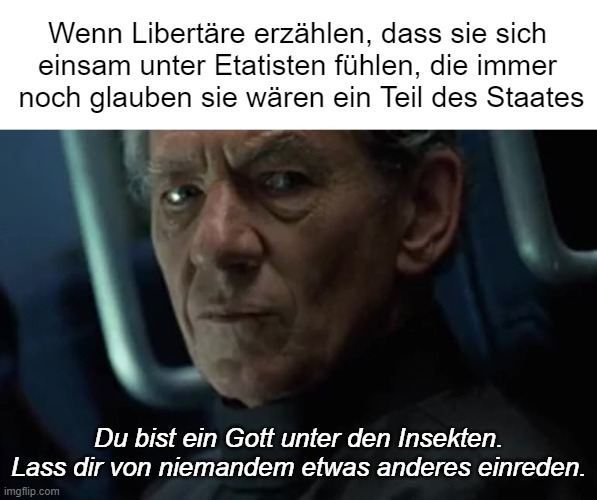 Wenn Libertäre erzählen, dass sie sich
einsam unter Etatisten fühlen, die immer
noch glauben sie wären ein Teil des Staates
Du bist ein Gott unter den Insekten.
Lass dir von niemandem etwas anderes einreden.
imgflip.com